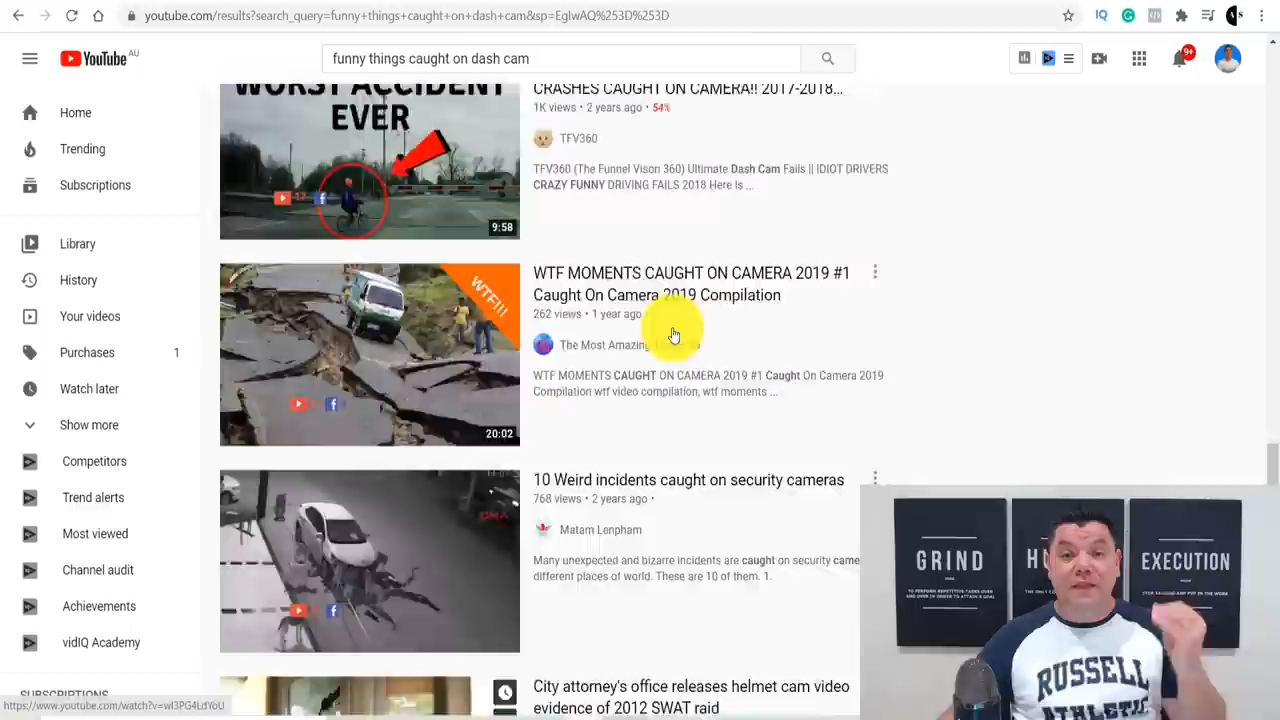 youtube.com/results?search_query=funny+things+caught+on+dash+cam&sp=EgIwAQ%253D%253D
YouTube AU
funny things caught on dash cam
9+
Home
Trending
Subscriptions
Library
History
Your videos
Purchases 1
Watch later
Show more
Competitors
Trend alerts
Most viewed
Channel audit
Achievements
vidIQ Academy
SUBSCRIPTIONS
https://www.youtube.com/watch?v=wI3PG4LdYoU
WORST ACCIDENT
EVER
9:58
CRASHES CAUGHT ON CAMERA!! 2017-2018...
1K views • 2 years ago • 54%
TFV360
TFV360 (The Funnel Vison 360) Ultimate Dash Cam Fails || IDIOT DRIVERS
CRAZY FUNNY DRIVING FAILS 2018 Here is ...
WTF!!!
20:02
WTF MOMENTS CAUGHT ON CAMERA 2019 #1
Caught On Camera 2019 Compilation
262 views • 1 year ago
The Most Amazing
WTF MOMENTS CAUGHT ON CAMERA 2019 #1 Caught On Camera 2019
Compilation wtf video compilation, wtf moments ...
10 Weird incidents caught on security cameras
768 views • 2 years ago •
Matam Lenpham
Many unexpected and bizarre incidents are caught on security came
different places of world. These are 10 of them. 1.
City attorney's office releases helmet cam video
evidence of 2012 SWAT raid
GRIND
H
EXECUTION
RUSSELL
ATHLETIC